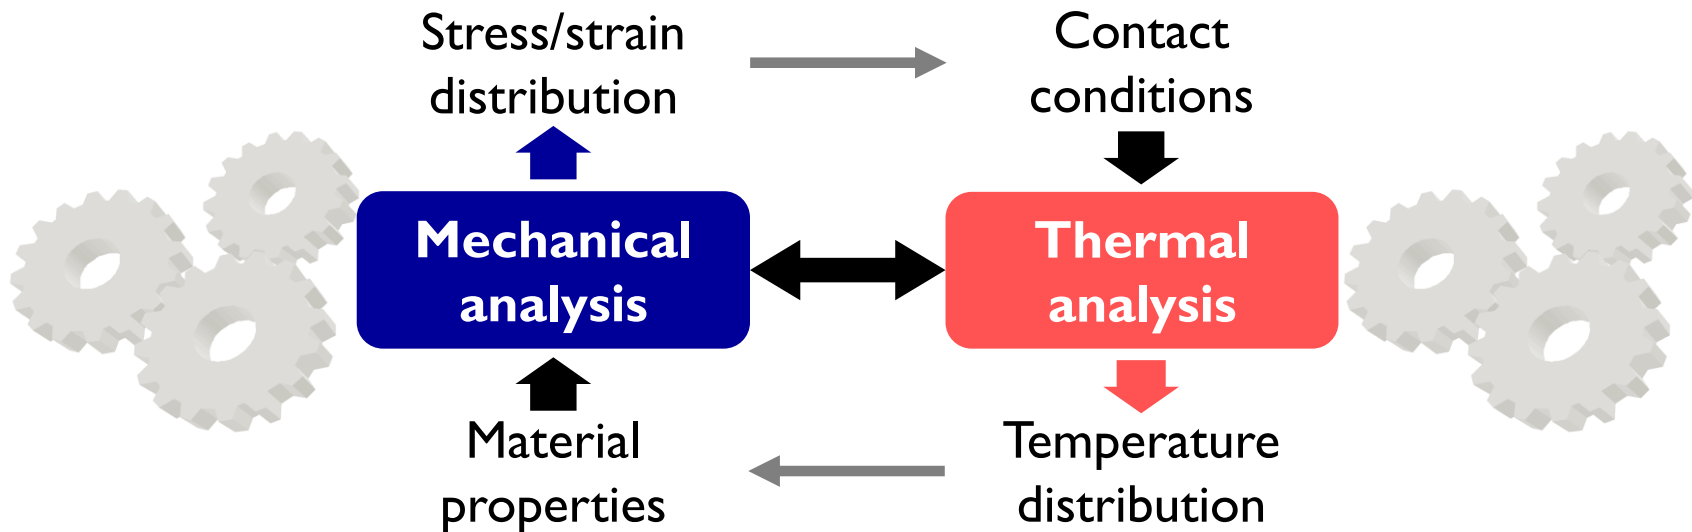 Stress/strain
distribution
Contact
conditions
Mechanical
analysis
Thermal
analysis
Material
properties
Temperature
distribution